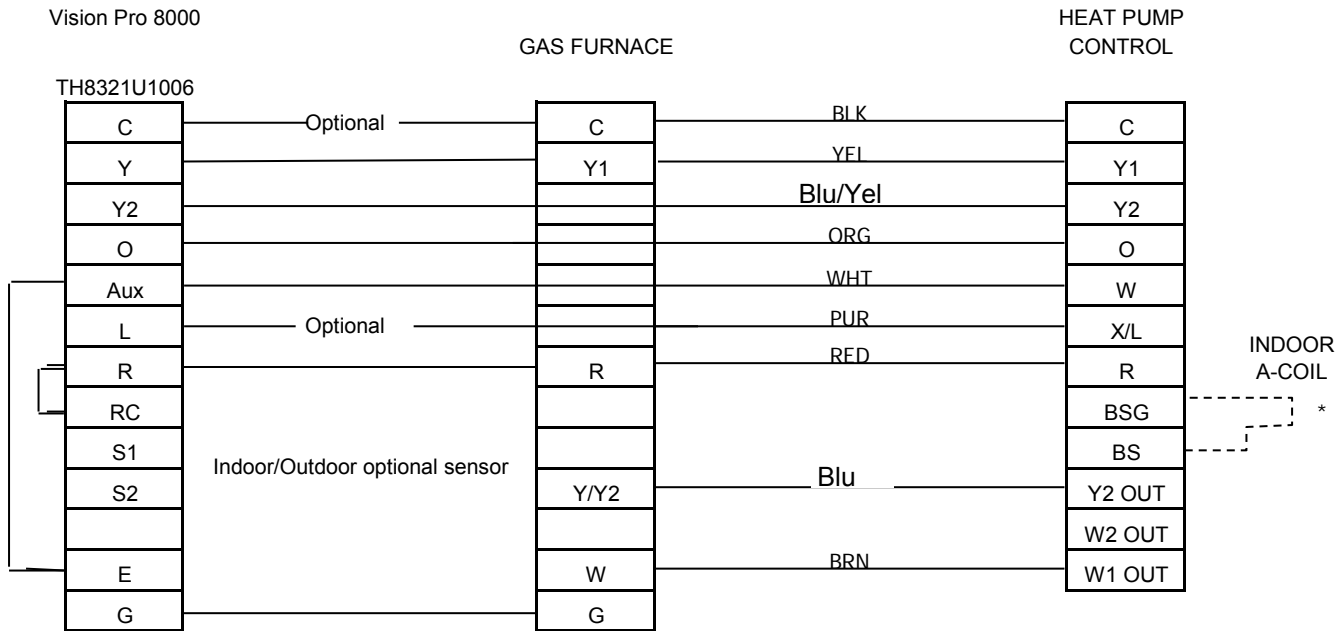 Vision Pro 8000
HEAT PUMP
GAS FURNACE
CONTROL
TH8321U1006
C Optional C BLK C
Y Y1 YEL Y1
Y2 Blu/Yel Y2
O ORG O
Aux WHT W
L Optional PUR X/L
R R RED R
INDOOR
A-COIL
RC BSG *
S1 BS
Indoor/Outdoor optional sensor
S2 Y/Y2 Blu Y2 OUT
W2 OUT
E W BRN W1 OUT
G G